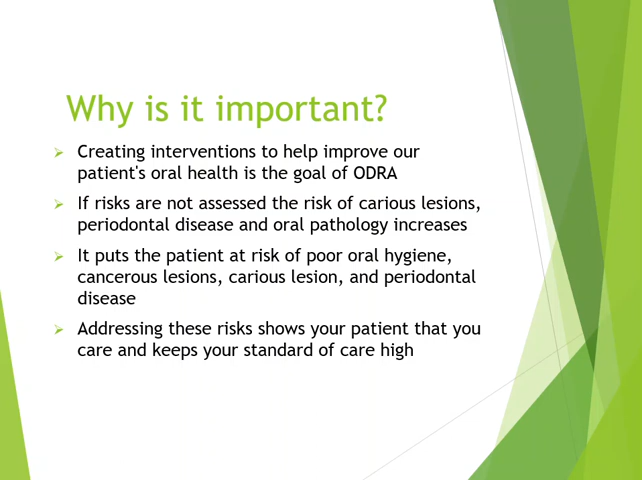 Why is it important?
Creating interventions to help improve our
patient's oral health is the goal of ODRA
If risks are not assessed the risk of carious lesions,
periodontal disease and oral pathology increases
It puts the patient at risk of poor oral hygiene,
cancerous lesions, carious lesion, and periodontal
disease
Addressing these risks shows your patient that you
care and keeps your standard of care high